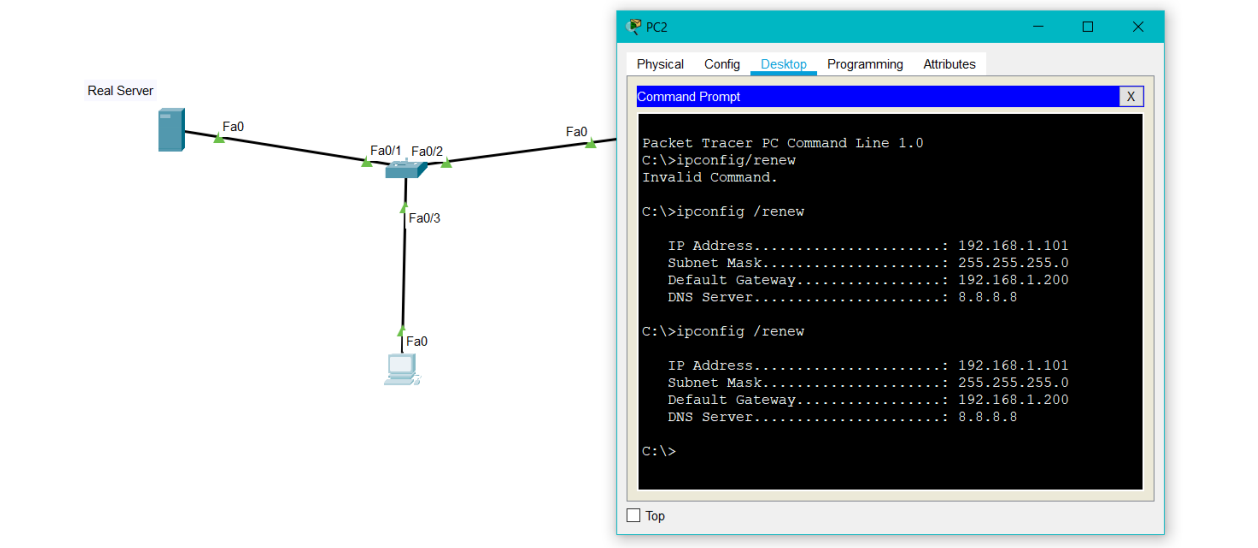 PC2
Physical Config Desktop Programming Attributes
Command Prompt
X
Packet Tracer PC Command Line 1.0
C:\>ipconfig/renew
Invalid Command.
C:\>ipconfig /renew
IP Address......................: 192.168.1.101
Subnet Mask.....................: 255.255.255.0
Default Gateway.................: 192.168.1.200
DNS Server......................: 8.8.8.8
C:\>ipconfig /renew
IP Address......................: 192.168.1.101
Subnet Mask.....................: 255.255.255.0
Default Gateway.................: 192.168.1.200
DNS Server......................: 8.8.8.8
C:\>
Top
Real Server
Fa0
Fa0/1 Fa0/2
Fa0
Fa0/3
Fa0